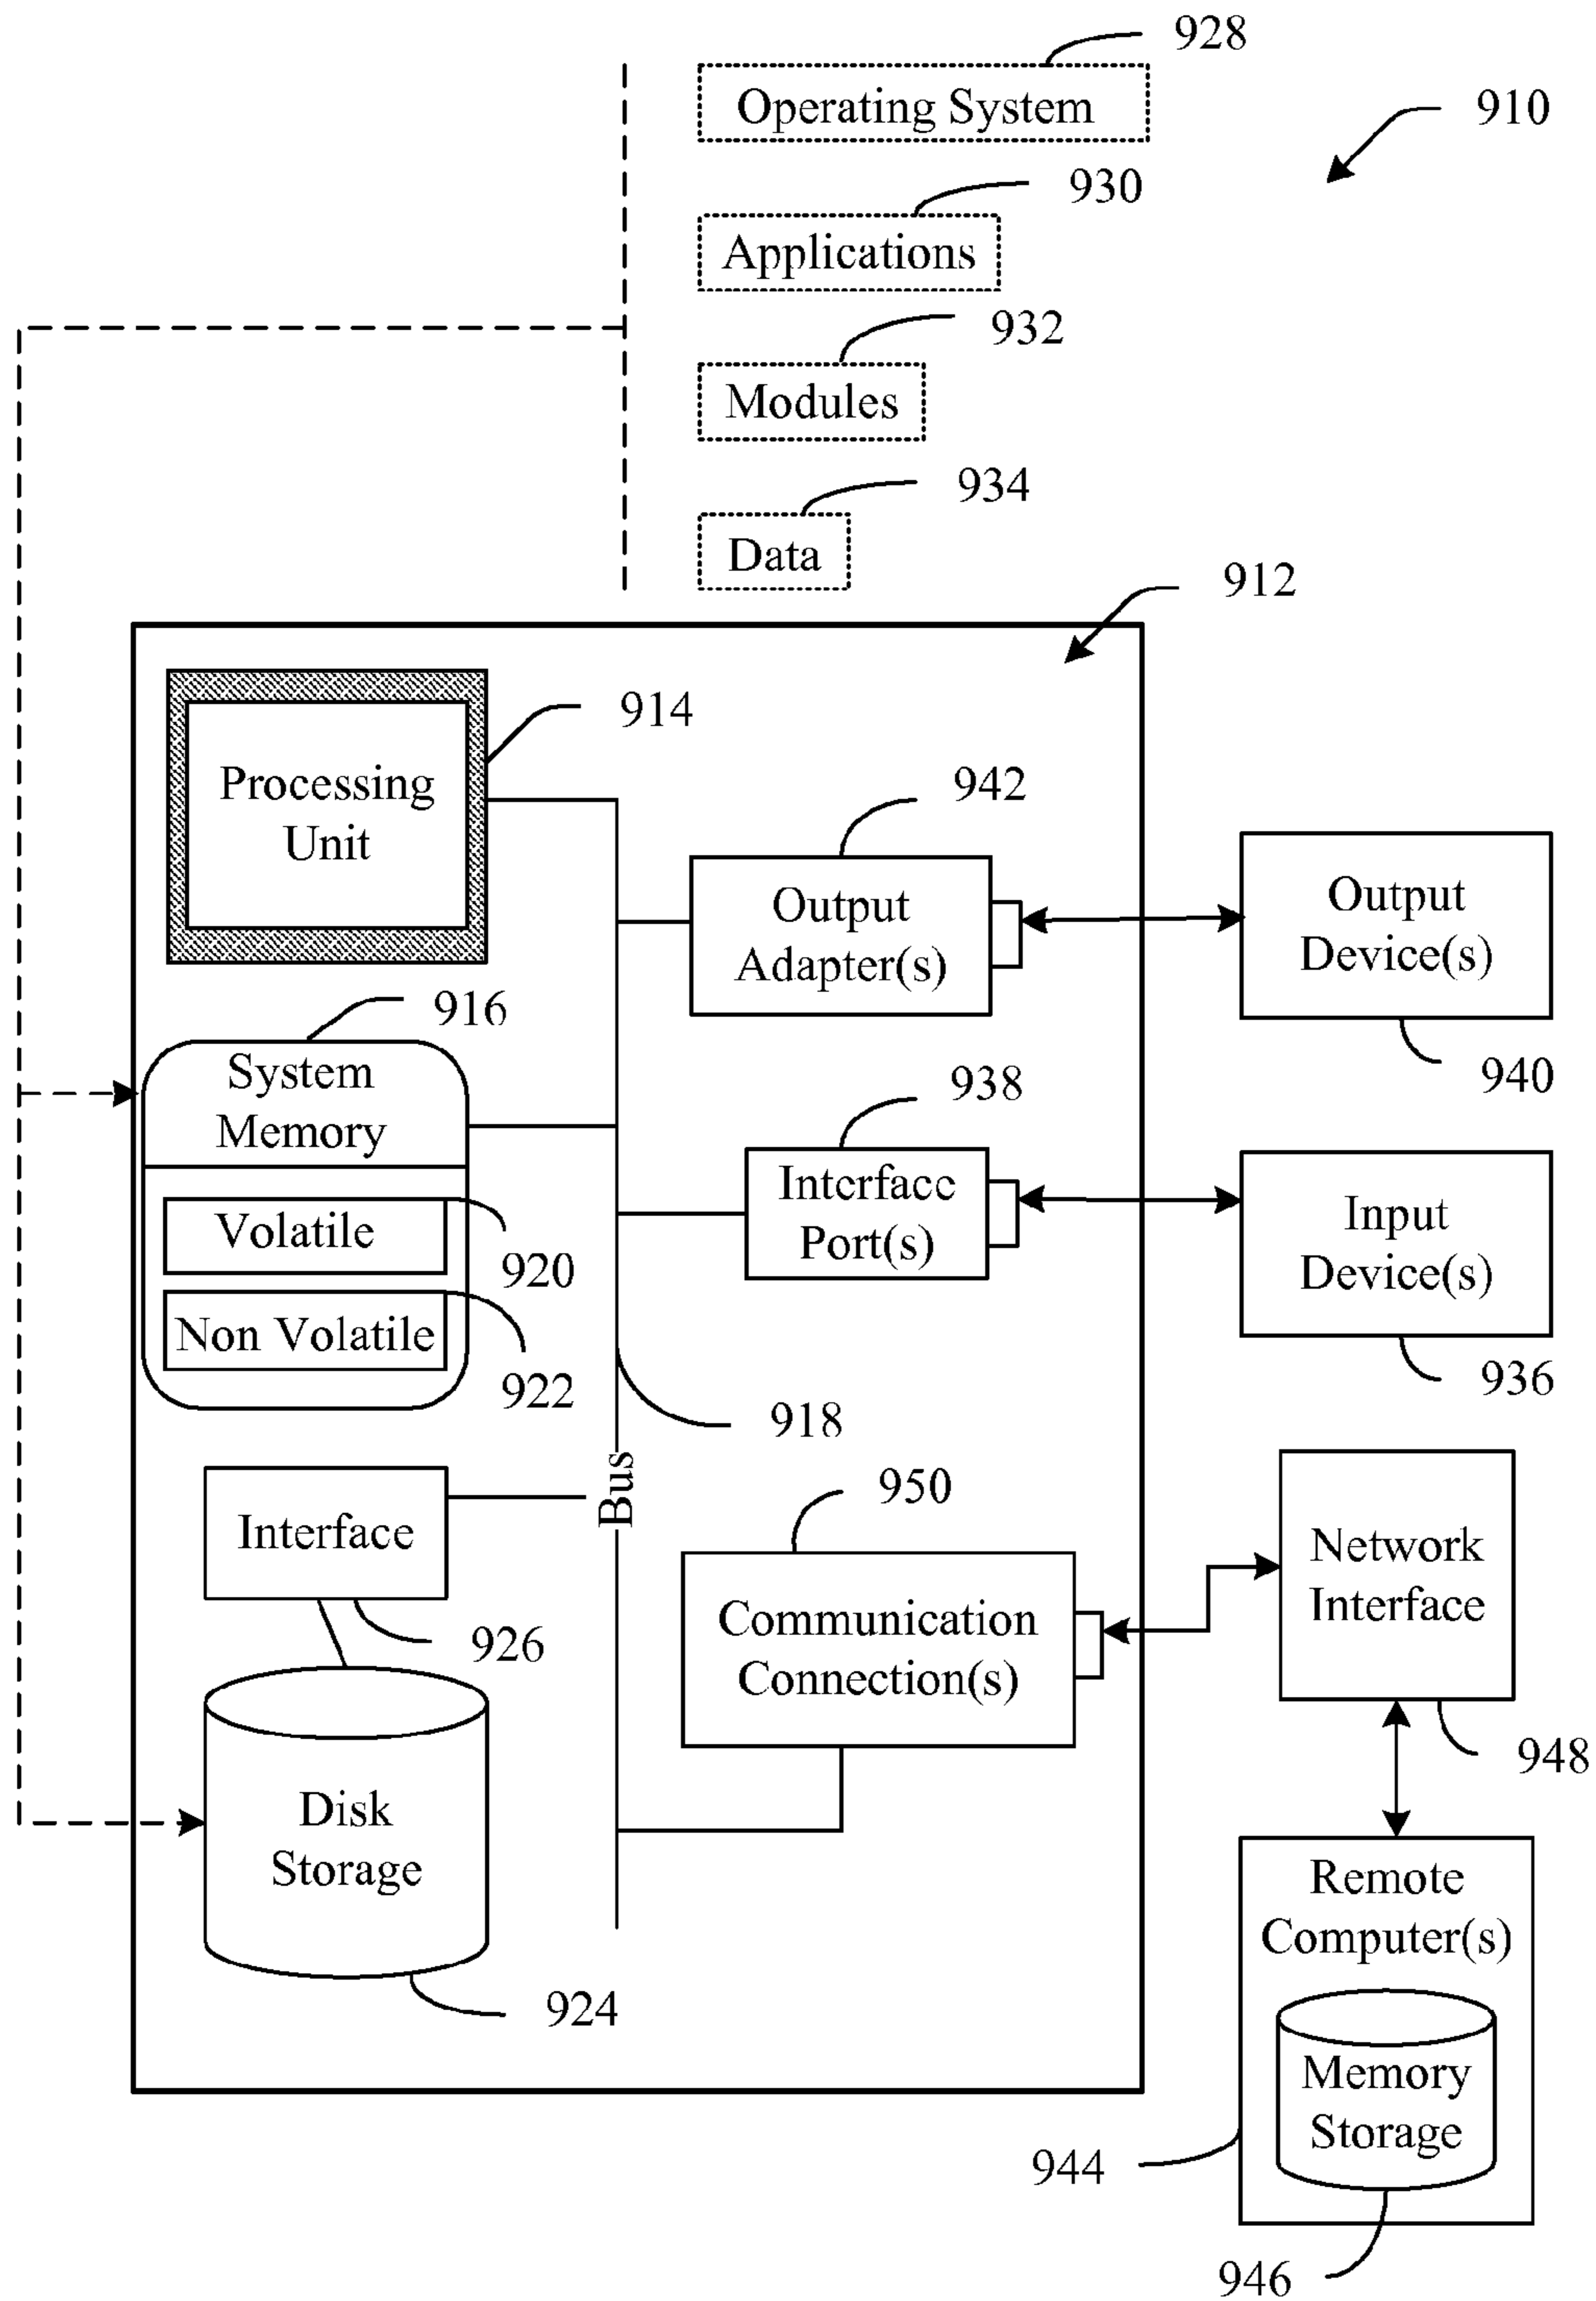 928
Operating System
910
930
Applications
932
Modules
934
Data
912
914
Processing
Unit
942
Output
Adapter(s)
Output
Device(s)
940
916
System
Memory
938
Interface
Port(s)
Input
Device(s)
936
Volatile
920
Non Volatile
922
918
Bus
950
Interface
926
Communication
Connection(s)
Network
Interface
948
Disk
Storage
924
Remote
Computer(s)
Memory
Storage
944
946